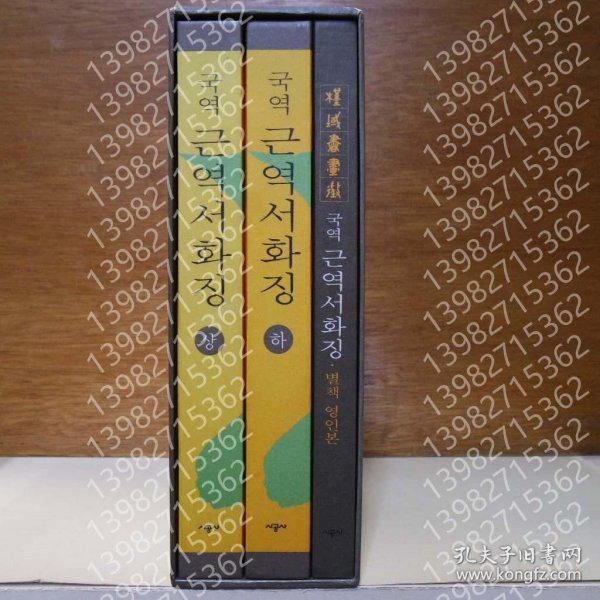 국역 근역서화징 상
시공사
국역 근역서화징 하
시공사
槿域書畫徵
국역 근역서화징 · 별책 영인본
시공사
13982715362
孔夫子旧书网
www.kongfz.com